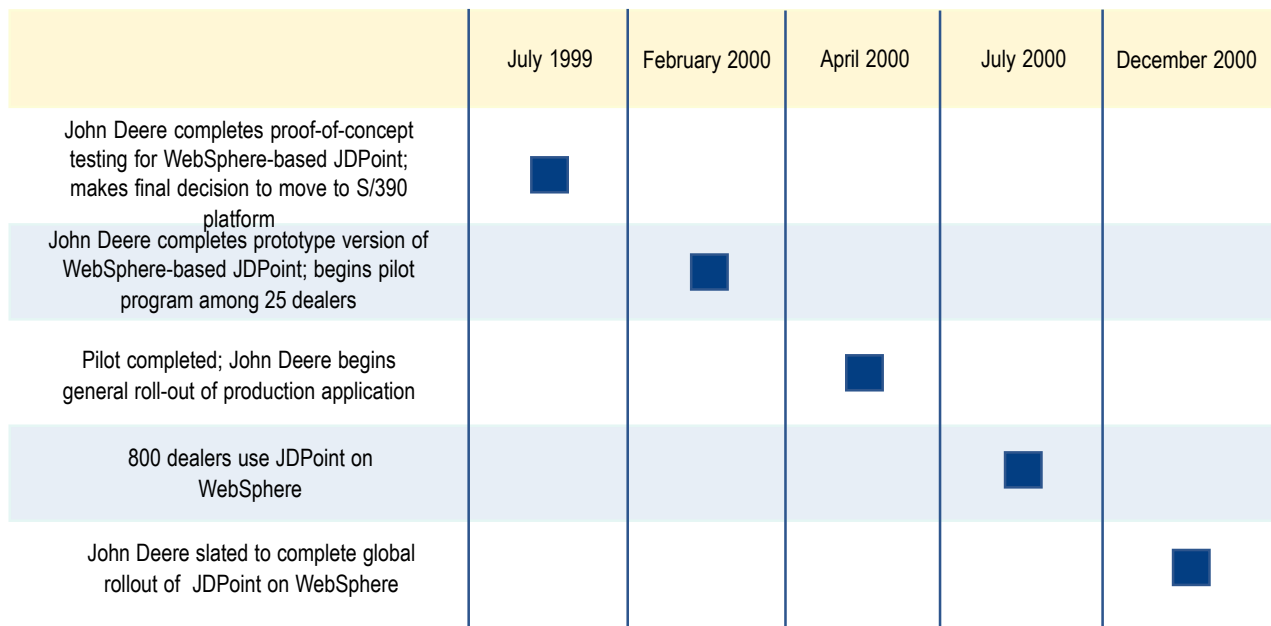 July 1999
February 2000
April 2000
July 2000
December 2000
John Deere completes proof-of-concept
testing for WebSphere-based JDPoint;
makes final decision to move to S/390
platform
John Deere completes prototype version of
WebSphere-based JDPoint; begins pilot
program among 25 dealers
Pilot completed; John Deere begins
general roll-out of production application
800 dealers use JDPoint on
WebSphere
John Deere slated to complete global
rollout of JDPoint on WebSphere